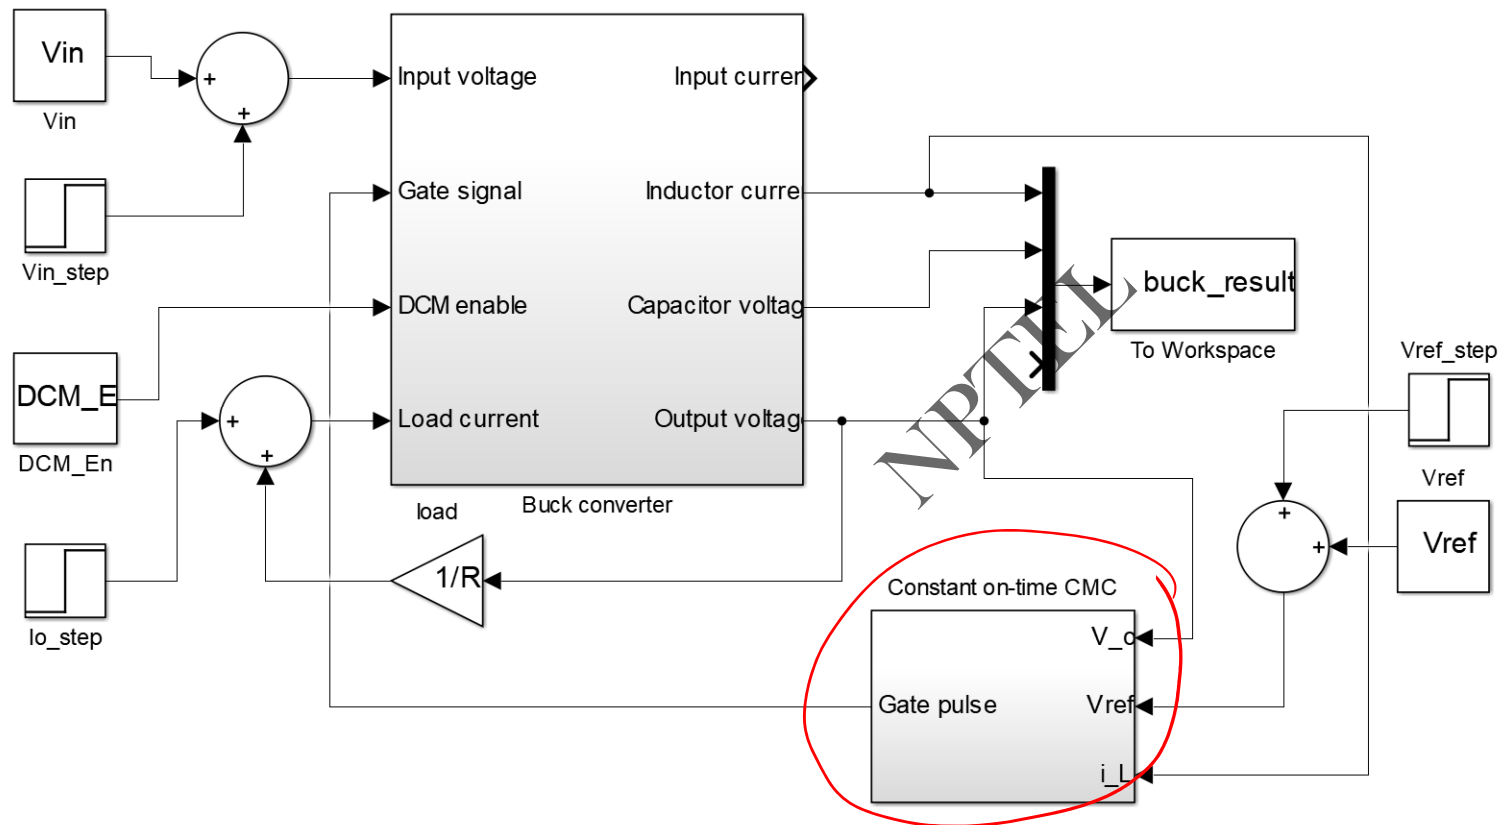 Vin
Vin
+
+
Vin_step
DCM_E
DCM_En
+
+
Io_step
Input voltage
Gate signal
DCM enable
Load current
Input curren
Inductor curre
Capacitor voltag
Output voltag
Buck converter
load
1/R
buck_result
To Workspace
NPTEL
Vref_step
Vref
Vref
+
+
Constant on-time CMC
V_o
Gate pulse
Vref
i_L